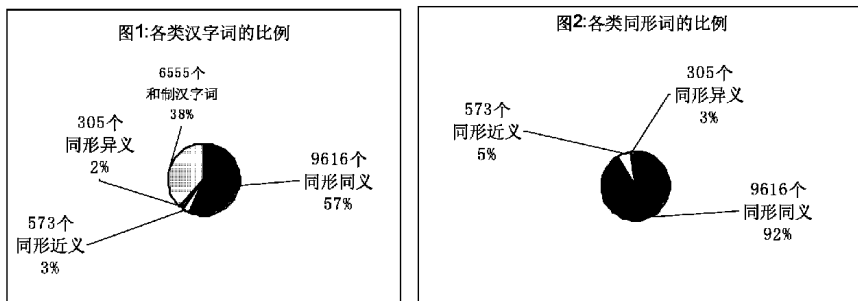 图1:各类汉字词的比例
6555个
和制汉字词
38%
305个
同形异义
2%
9616个
同形同义
57%
573个
同形近义
3%
图2:各类同形词的比例
305个
同形异义
3%
573个
同形近义
5%
9616个
同形同义
92%